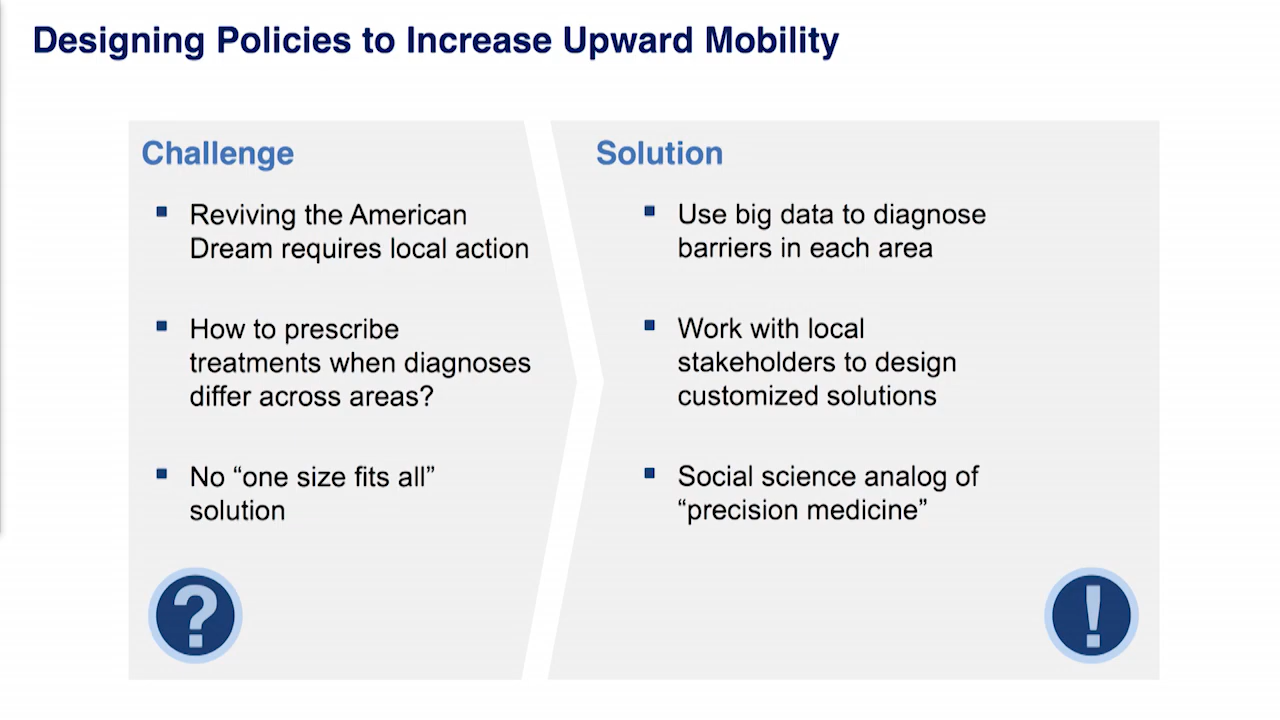 Designing Policies to Increase Upward Mobility
Challenge
Reviving the American
Dream requires local action
How to prescribe
treatments when diagnoses
differ across areas?
No “one size fits all”
solution
?
Solution
Use big data to diagnose
barriers in each area
Work with local
stakeholders to design
customized solutions
Social science analog of
“precision medicine”
!